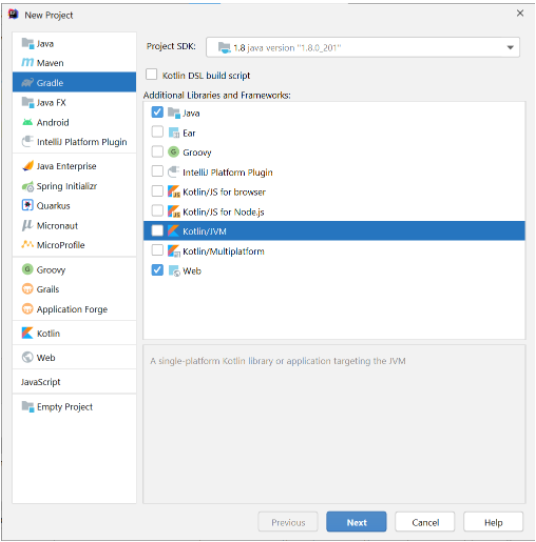 New Project
Java
Maven
Gradle
Java FX
Android
IntelliJ Platform Plugin
Java Enterprise
Spring Initializr
Quarkus
Micronaut
MicroProfile
Groovy
Grails
Application Forge
Kotlin
Web
JavaScript
Empty Project
Project SDK: 1.8 java version "1.8.0_201"
Kotlin DSL build script
Additional Libraries and Frameworks:
Java
Ear
Groovy
IntelliJ Platform Plugin
Kotlin/JS for browser
Kotlin/JS for Node.js
Kotlin/JVM
Kotlin/Multiplatform
Web
A single-platform Kotlin library or application targeting the JVM
Previous Next Cancel Help